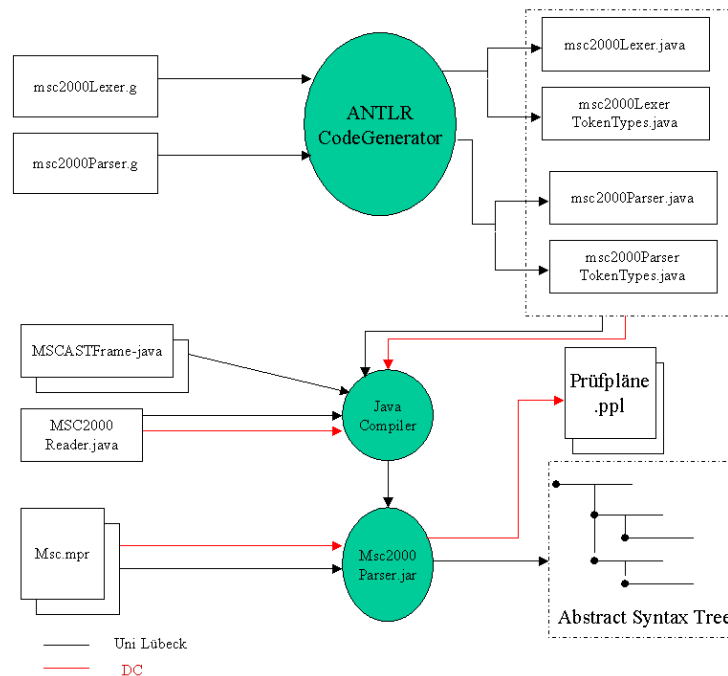 msc2000Lexer.g
msc2000Parser.g
ANTLR
CodeGenerator
msc2000Lexer.java
msc2000Lexer
TokenTypes.java
msc2000Parser.java
msc2000Parser
TokenTypes.java
MSCASTFrame-java
MSC2000
Reader.java
Java
Compiler
Prüfpläne
.ppl
Msc.mpr
Msc2000
Parser.jar
Abstract Syntax Tree
Uni Lübeck
DC